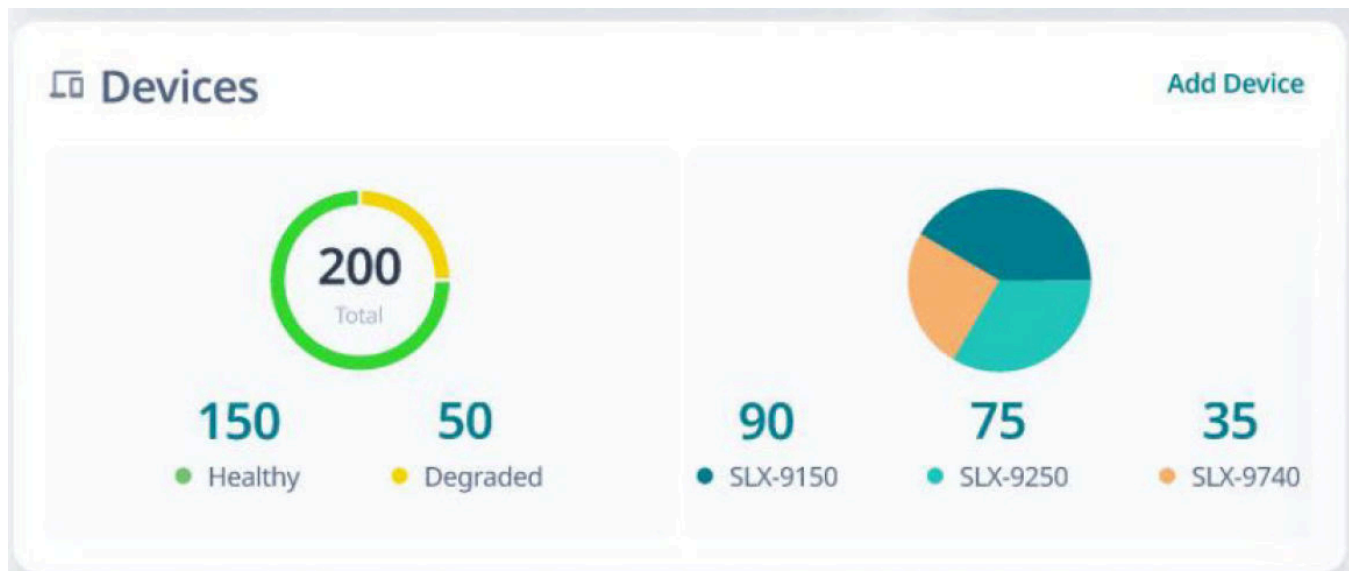 Devices
Add Device
200
Total
150
50
Healthy
Degraded
90
75
35
SLX-9150
SLX-9250
SLX-9740